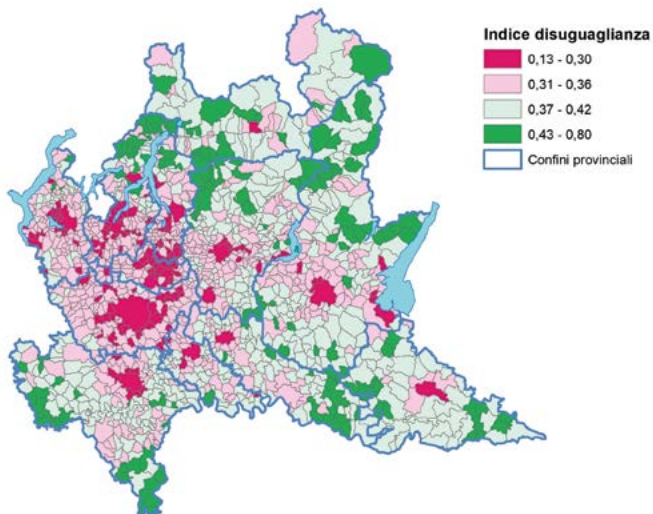 Indice disuguaglianza
0,13 - 0,30
0,31 - 0,36
0,37 - 0,42
0,43 - 0,80
Confini provinciali